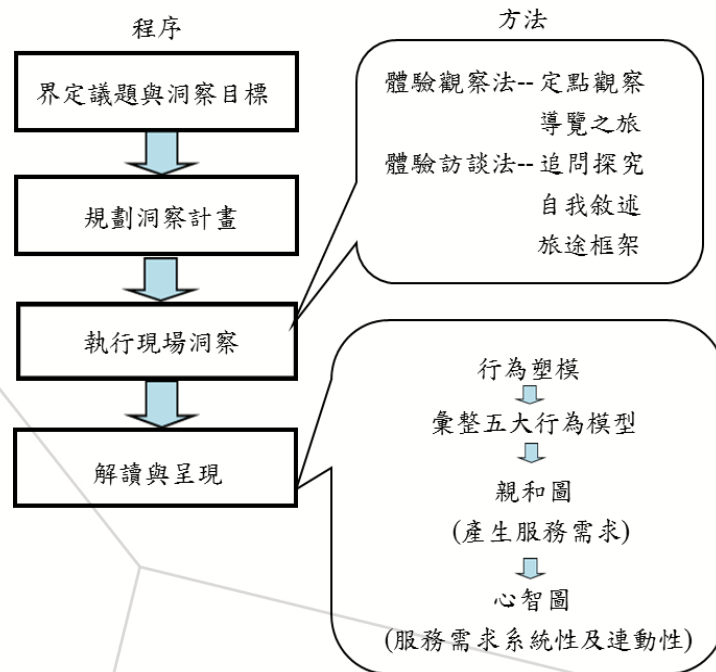 程序
界定議題與洞察目標
規劃洞察計畫
執行現場洞察
解讀與呈現
方法
體驗觀察法-- 定點觀察
導覽之旅
體驗訪談法-- 追問探究
自我敘述
旅途框架
行為塑模
彙整五大行為模型
親和圖
(產生服務需求)
心智圖
(服務需求系統性及連動性)